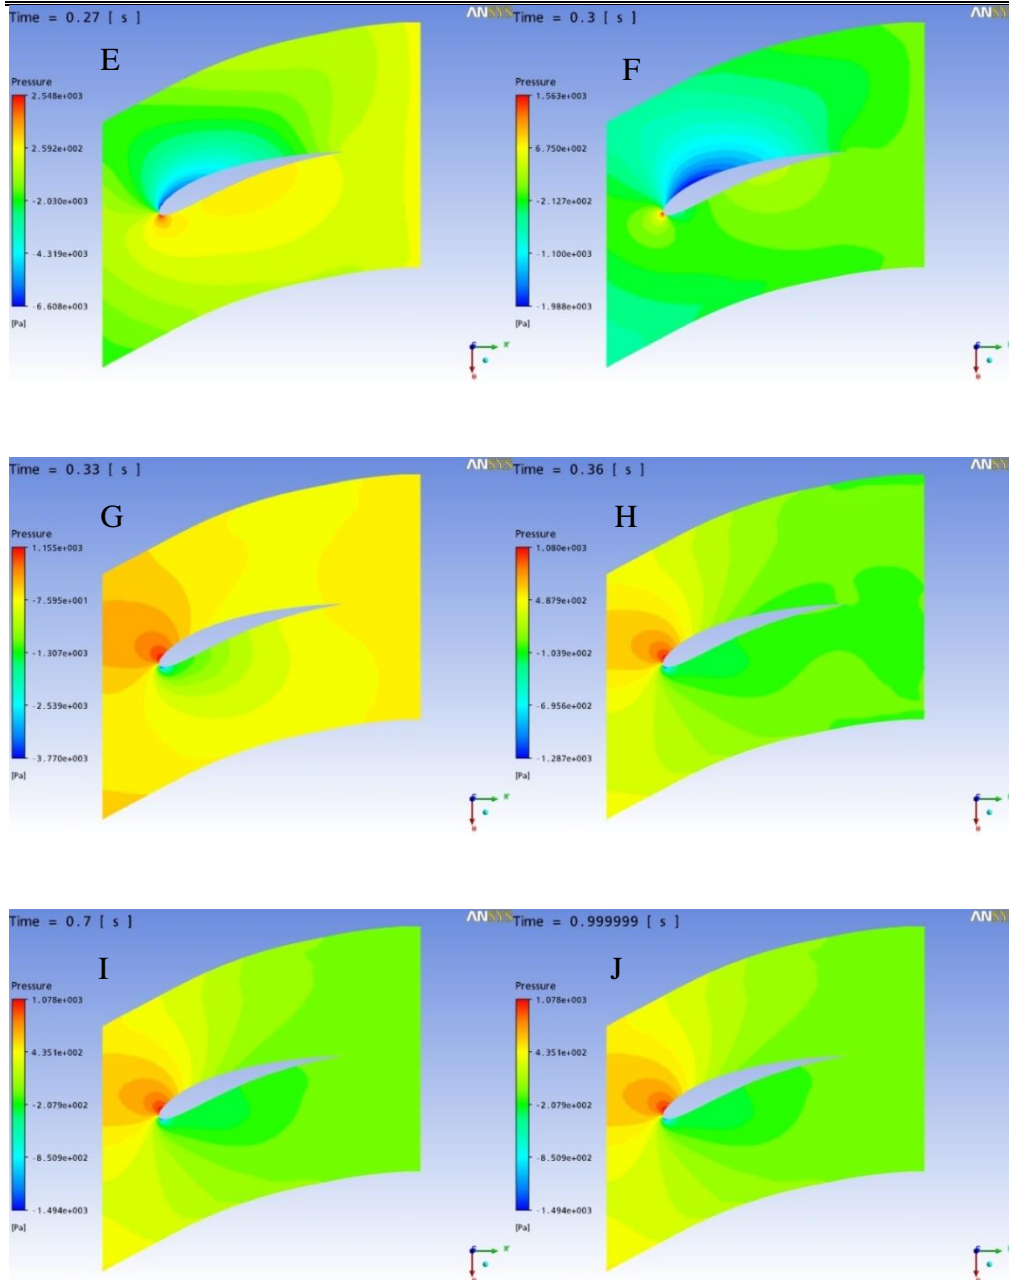 Time = 0.27 [ s ]
ANSYS
E
Pressure
2.548e+003
2.592e+002
-2.030e+003
-4.319e+003
-6.608e+003
[Pa]
Time = 0.3 [ s ]
ANSYS
F
Pressure
1.563e+003
6.750e+002
-2.127e+002
-1.100e+003
-1.988e+003
[Pa]
Time = 0.33 [ s ]
ANSYS
G
Pressure
1.155e+003
-7.595e+001
-1.307e+003
-2.539e+003
-3.770e+003
[Pa]
Time = 0.36 [ s ]
ANSYS
H
Pressure
1.080e+003
4.879e+002
-1.039e+002
-6.956e+002
-1.287e+003
[Pa]
Time = 0.7 [ s ]
ANSYS
I
Pressure
1.078e+003
4.351e+002
-2.079e+002
-8.509e+002
-1.494e+003
[Pa]
Time = 0.999999 [ s ]
ANSYS
J
Pressure
1.078e+003
4.351e+002
-2.079e+002
-8.509e+002
-1.494e+003
[Pa]